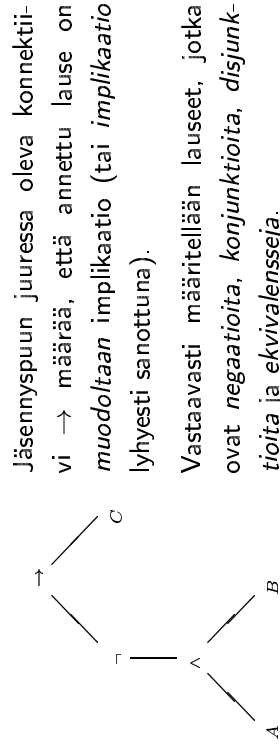 →
¬ C
∧
A B
Jäsennyspuun juuressa oleva konnektii-
vi → määrää, että annettu lause on
muodoltaan implikaatio (tai implikaatio
lyhyesti sanottuna).
Vastaavasti määritellään lauseet, jotka
ovat negaatioita, konjunktioita, disjunk-
tioita ja ekvivalensseja.